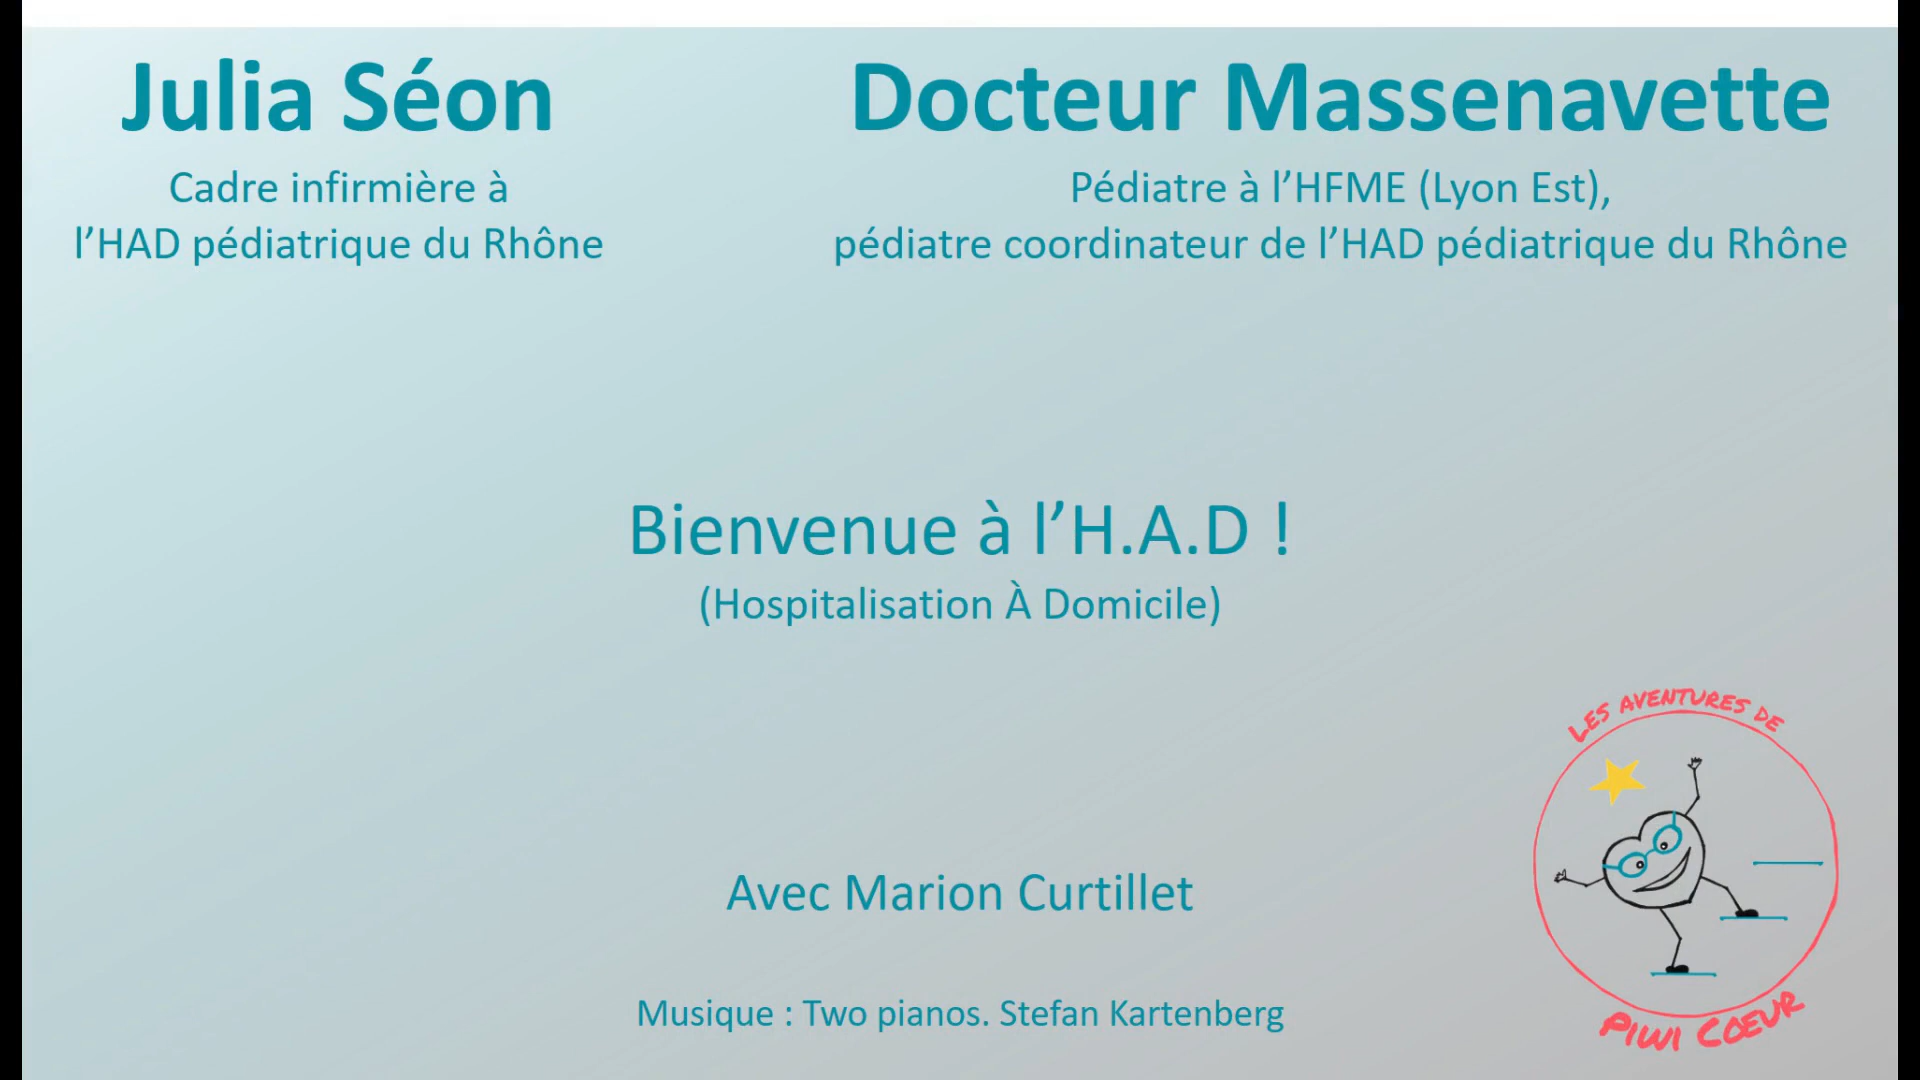 Julia Séon
Cadre infirmière à
l’HAD pédiatrique du Rhône
Docteur Massenavette
Pédiatre à l’HFME (Lyon Est),
pédiatre coordinateur de l’HAD pédiatrique du Rhône
Bienvenue à l’H.A.D !
(Hospitalisation À Domicile)
Avec Marion Curtillet
Musique : Two pianos. Stefan Kartenberg
LES AVENTURES DE
PIWI CŒUR